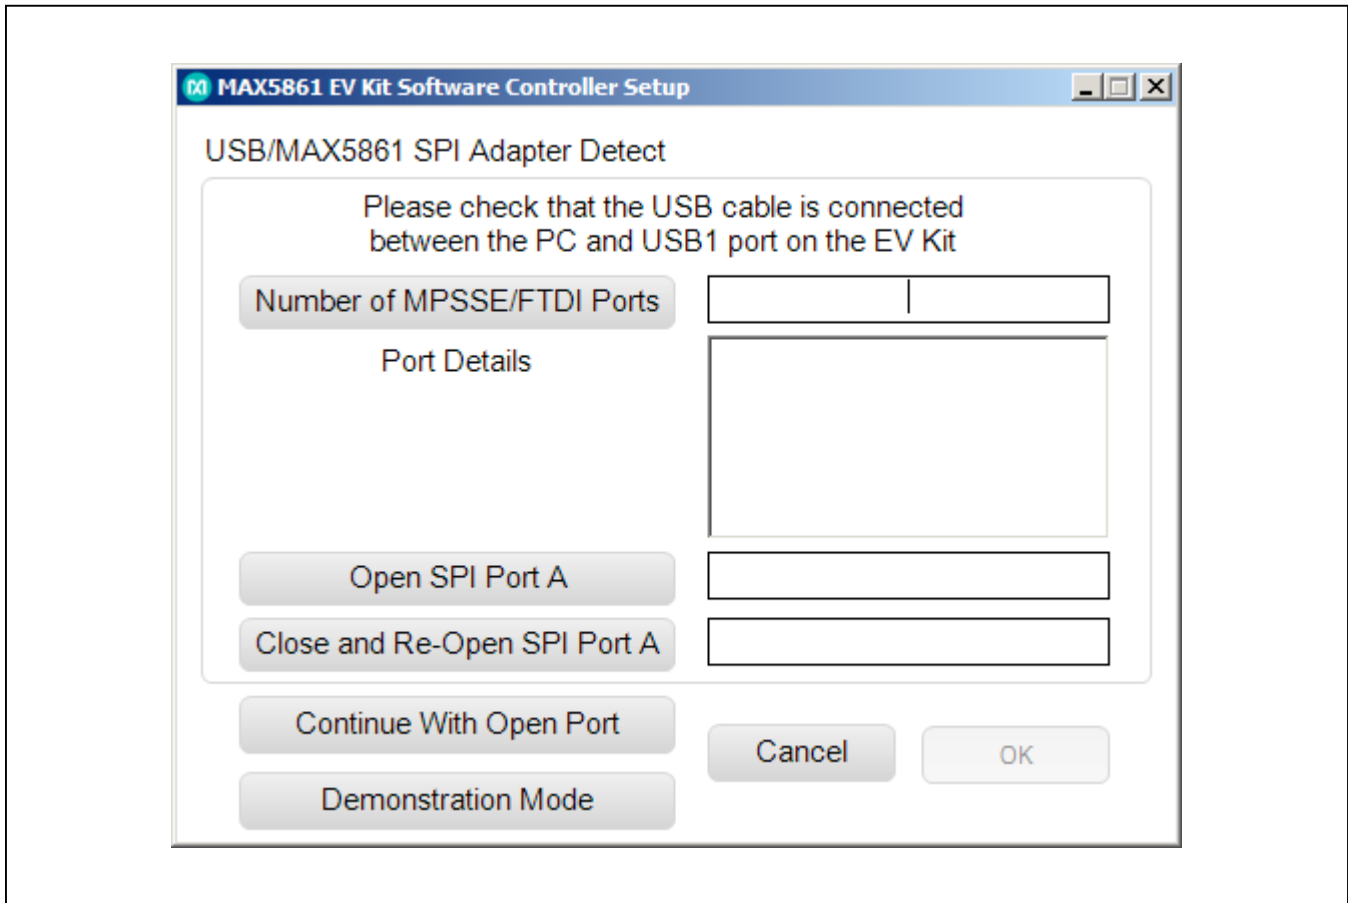 MAX5861 EV Kit Software Controller Setup
USB/MAX5861 SPI Adapter Detect
Please check that the USB cable is connected
between the PC and USB1 port on the EV Kit
Number of MPSSE/FTDI Ports
Port Details
Open SPI Port A
Close and Re-Open SPI Port A
Continue With Open Port
Cancel
OK
Demonstration Mode